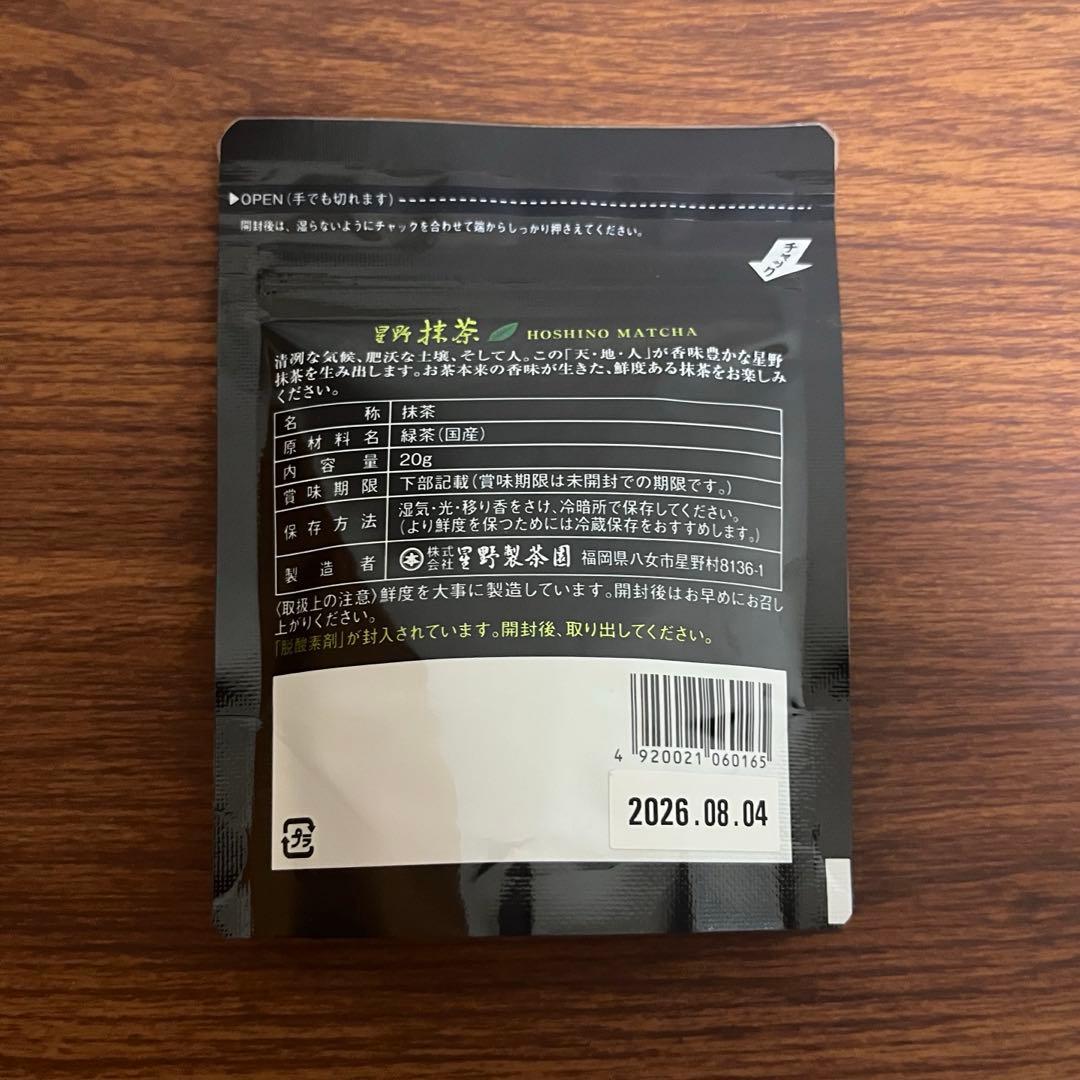 ▶OPEN(手でも切れます)
開封後は、湿らないようにチャックを合わせて端からしっかり押さえてください。
チャック
星野 抹茶 HOSHINO MATCHA
清冽な気候、肥沃な土壌、そして人。この「天・地・人」が香味豊かな星野
抹茶を生み出します。お茶本来の香味が生きた、鮮度ある抹茶をお楽しみ
ください。
名称 抹茶
原材料名 緑茶(国産)
内容量 20g
賞味期限 下部記載(賞味期限は未開封での期限です。)
保存方法 湿気・光・移り香をさけ、冷暗所で保存してください。
(より鮮度を保つためには冷蔵保存をおすすめします。)
製造者 本 株式会社 星野製茶園 福岡県八女市星野村8136-1
〈取扱上の注意〉鮮度を大事に製造しています。開封後はお早めにお召し
上がりください。
「脱酸素剤」が封入されています。開封後、取り出してください。
4 920021 060165
2026.08.04
プラ